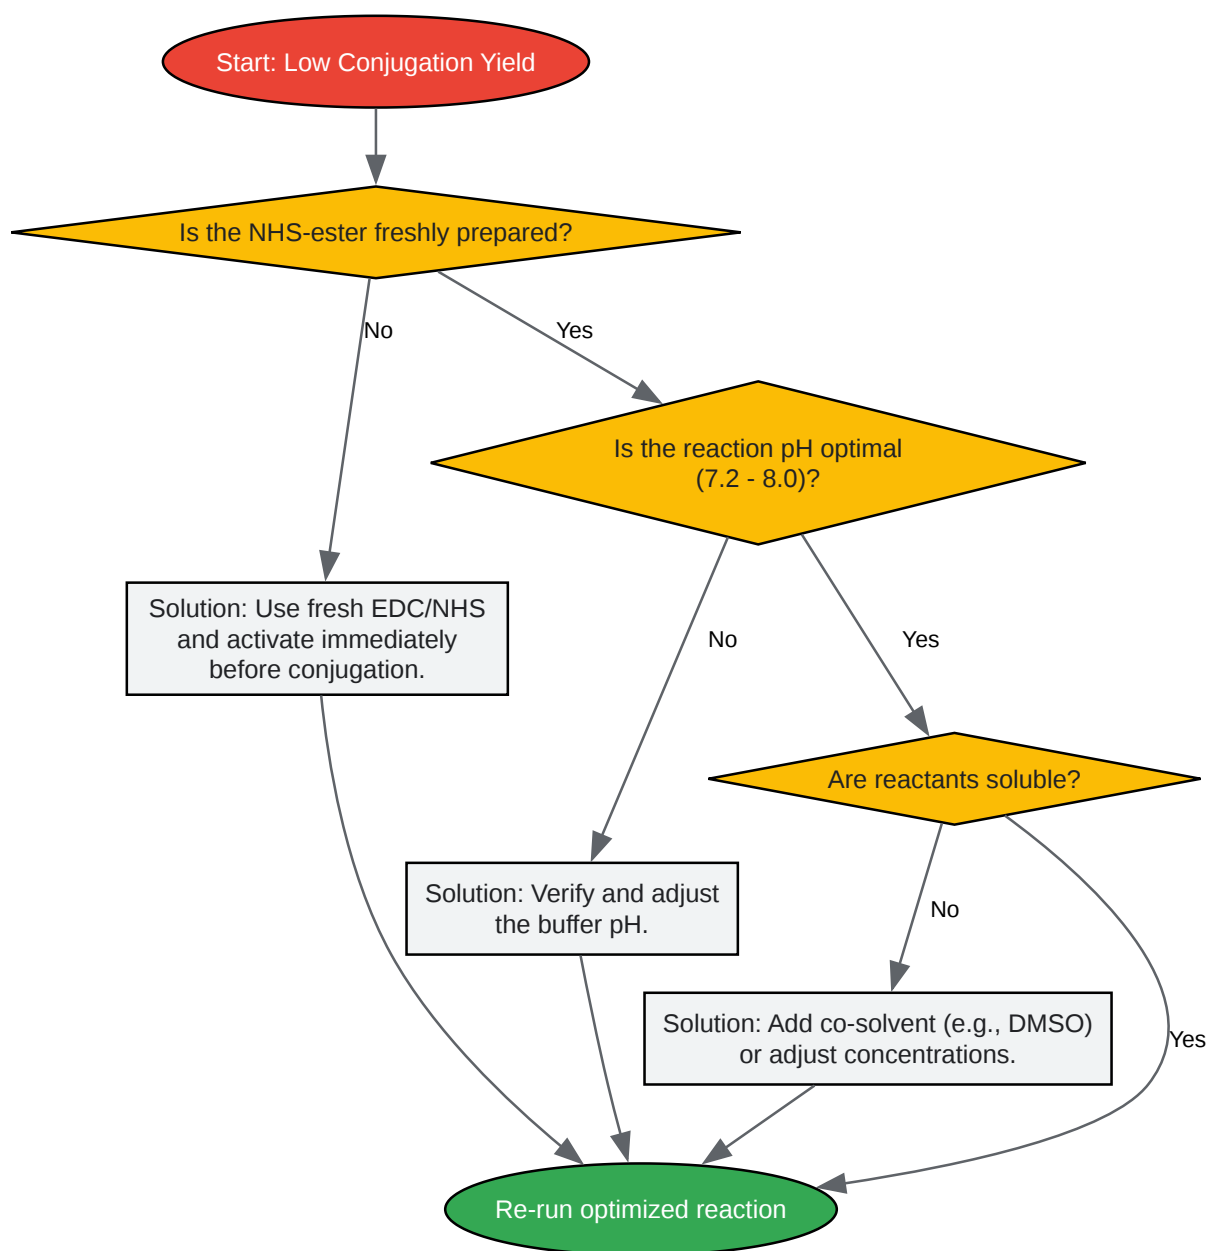 Start: Low Conjugation Yield
Is the NHS-ester freshly prepared?
No
Yes
Is the reaction pH optimal
(7.2 - 8.0)?
Solution: Use fresh EDC/NHS
and activate immediately
before conjugation.
No
Yes
Are reactants soluble?
Solution: Verify and adjust
the buffer pH.
No
Solution: Add co-solvent (e.g., DMSO)
or adjust concentrations.
Yes
Re-run optimized reaction